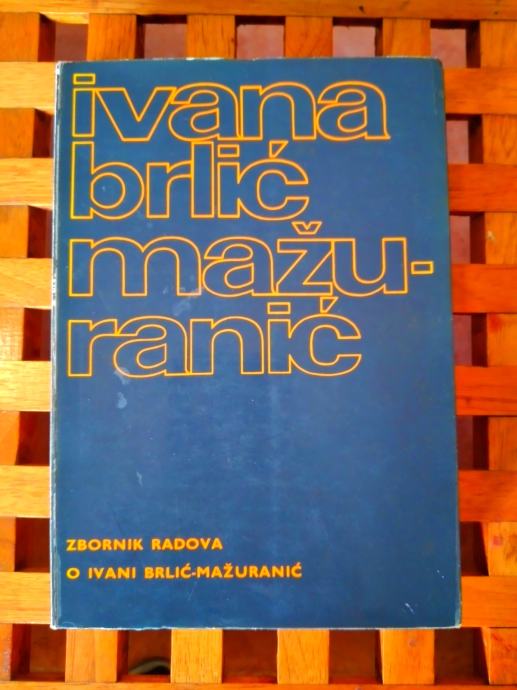 ivana
brlić
mažu-
ranić
ZBORNIK RADOVA
O IVANI BRLIĆ-MAŽURANIĆ